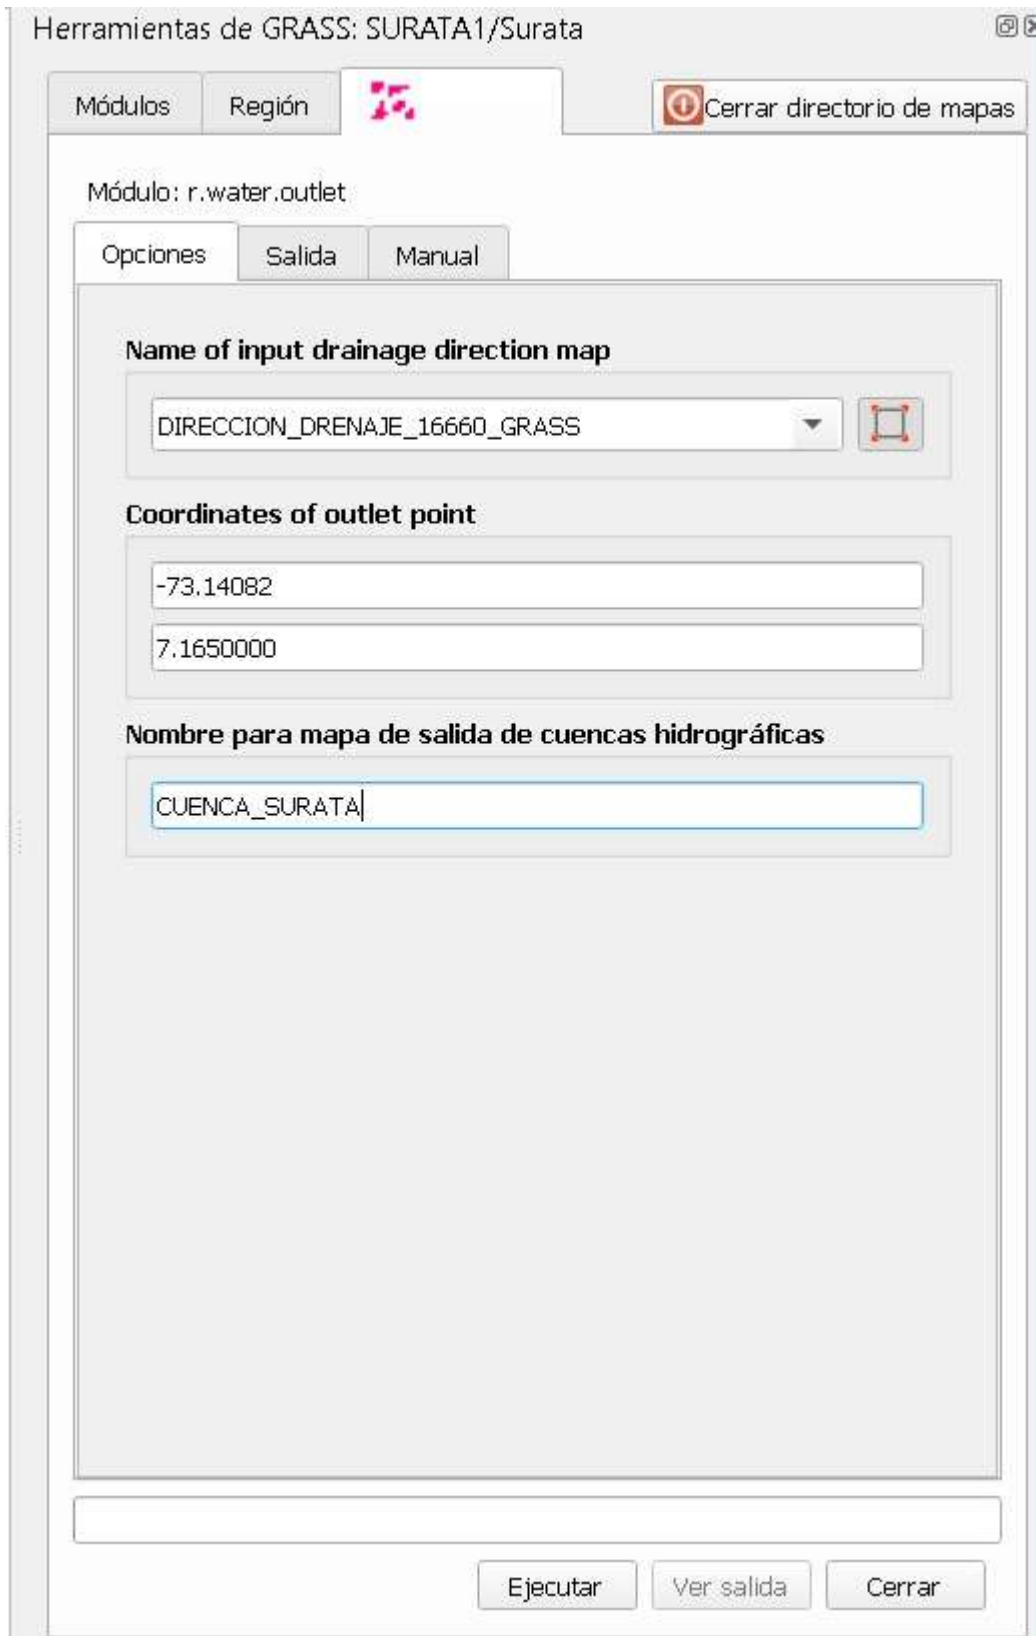 Herramientas de GRASS: SURATA1/Surata
Módulos
Región
Cerrar directorio de mapas
Módulo: r.water.outlet
Opciones
Salida
Manual
Name of input drainage direction map
DIRECCION_DRENAJE_16660_GRASS
Coordinates of outlet point
-73.14082
7.1650000
Nombre para mapa de salida de cuencas hidrográficas
CUENCA_SURATA
Ejecutar
Ver salida
Cerrar